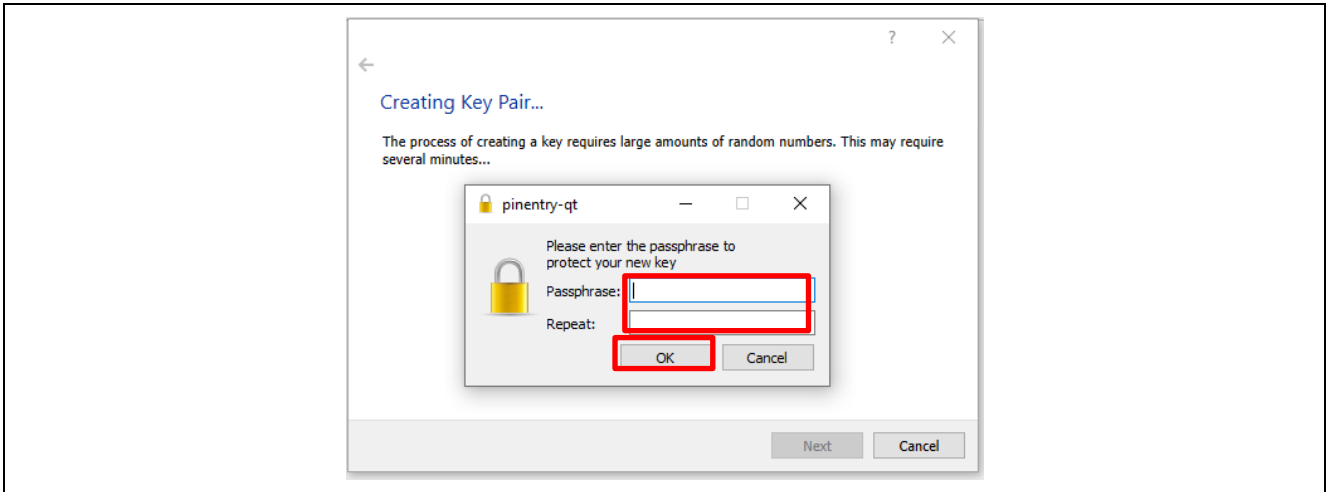 ?
Creating Key Pair...
The process of creating a key requires large amounts of random numbers. This may require
several minutes...
pinentry-qt
Please enter the passphrase to
protect your new key
Passphrase:
Repeat:
OK Cancel
Next Cancel